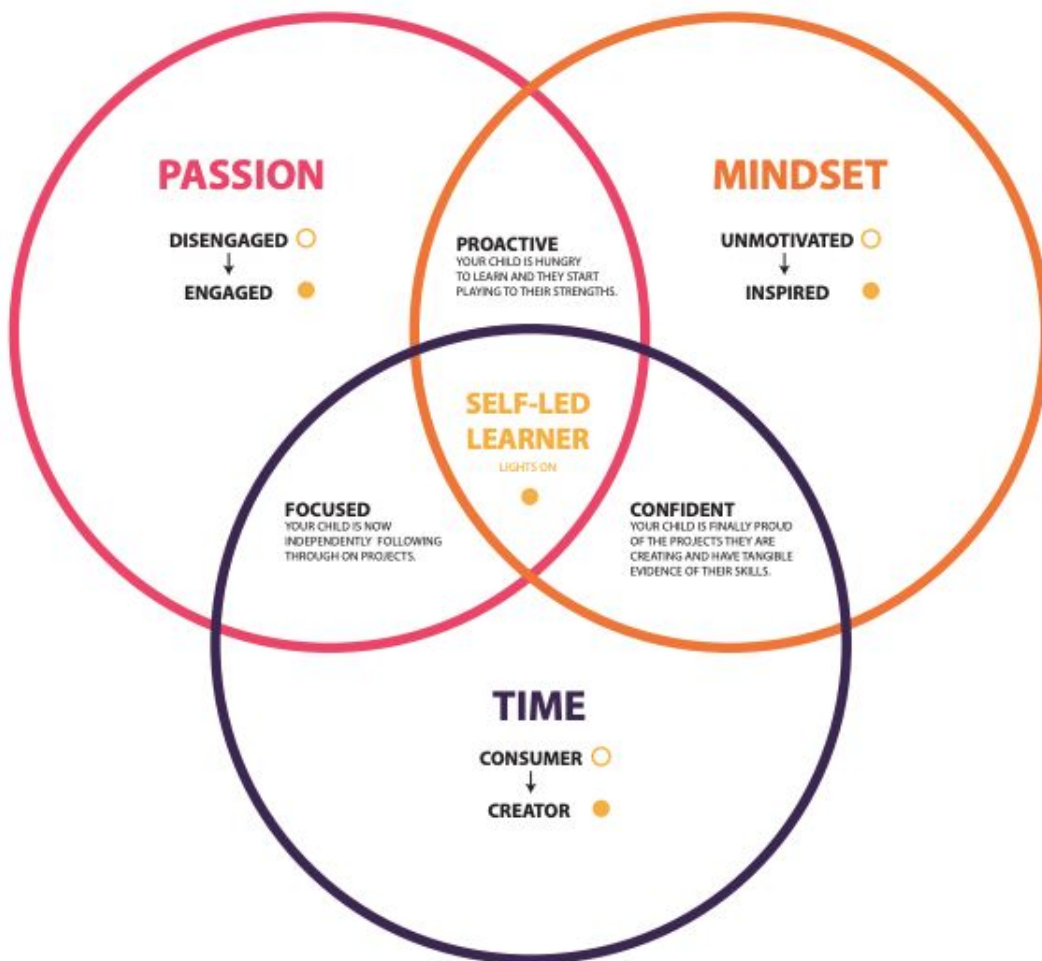 PASSION
DISENGAGED
ENGAGED
MINDSET
UNMOTIVATED
INSPIRED
PROACTIVE
YOUR CHILD IS HUNGRY
TO LEARN AND THEY START
PLAYING TO THEIR STRENGTHS.
SELF-LED
LEARNER
LIGHTS ON
FOCUSED
YOUR CHILD IS NOW
INDEPENDENTLY FOLLOWING
THROUGH ON PROJECTS.
CONFIDENT
YOUR CHILD IS FINALLY PROUD
OF THE PROJECTS THEY ARE
CREATING AND HAVE TANGIBLE
EVIDENCE OF THEIR SKILLS.
TIME
CONSUMER
CREATOR